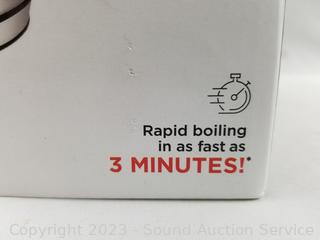 Rapid boiling
in as fast as
3 MINUTES!*
Copyright 2023 - Sound Auction Service